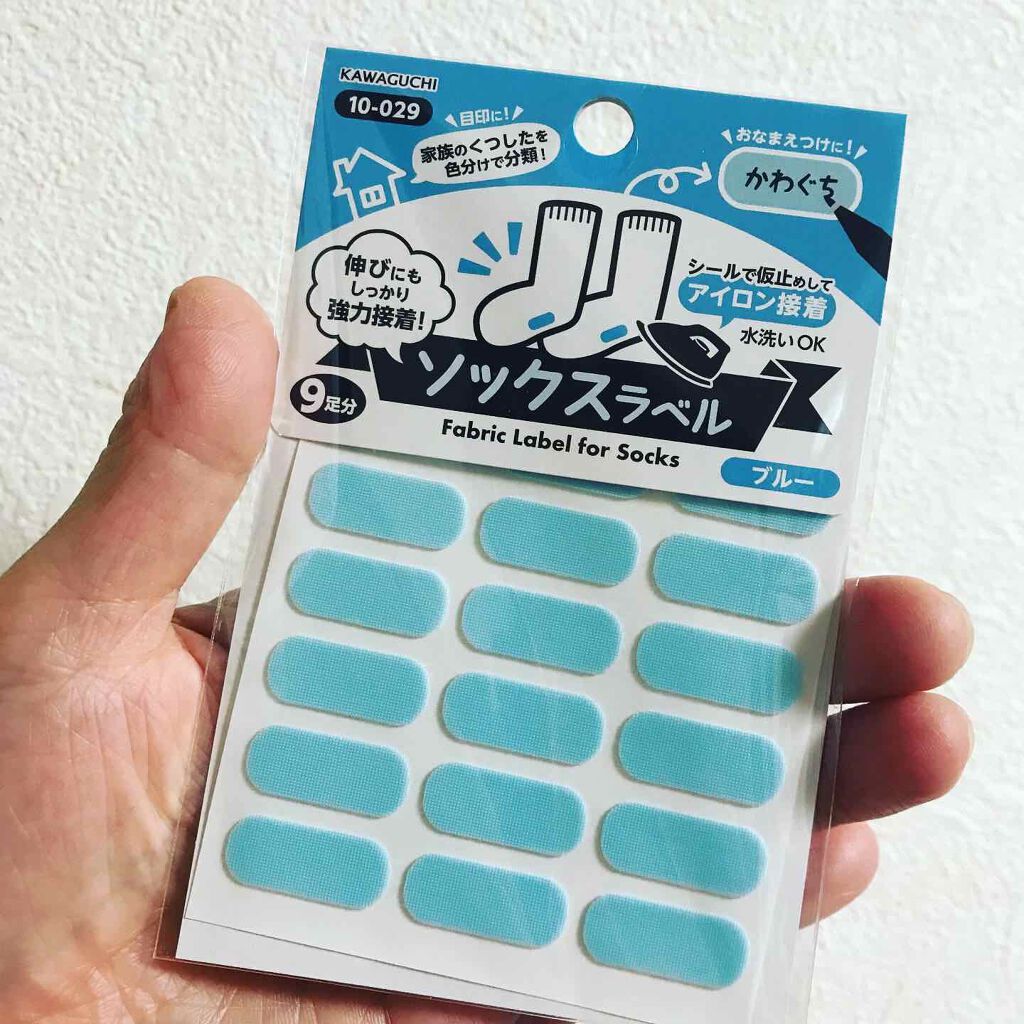 KAWAGUCHI
10-029
目印に!
家族のくつしたを
色分けで分類!
おなまえつけに!
かわぐち
伸びにも
しっかり
強力接着!
シールで仮止めして
アイロン接着
水洗いOK
ソックスラベル
9足分
Fabric Label for Socks
ブルー